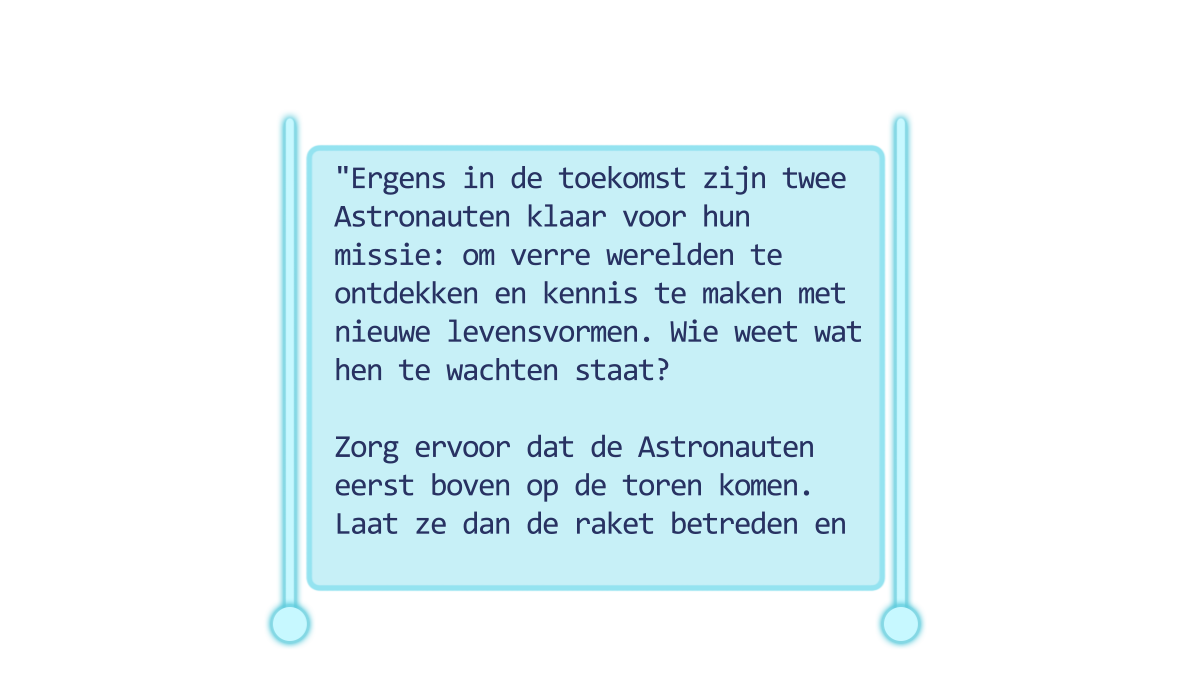 "Ergens in de toekomst zijn twee
Astronauten klaar voor hun
missie: om verre werelden te
ontdekken en kennis te maken met
nieuwe levensvormen. Wie weet wat
hen te wachten staat?
Zorg ervoor dat de Astronauten
eerst boven op de toren komen.
Laat ze dan de raket betreden en